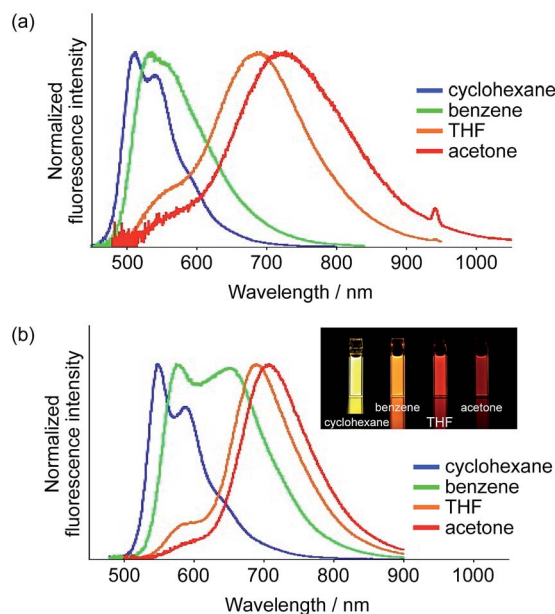 (a)
Normalized
fluorescence intensity
cyclohexane
benzene
THF
acetone
500 600 700 800 900 1000
Wavelength / nm
(b)
Normalized
fluorescence intensity
cyclohexane
benzene
THF
acetone
cyclohexane
benzene
THF
acetone
500 600 700 800 900 1000
Wavelength / nm